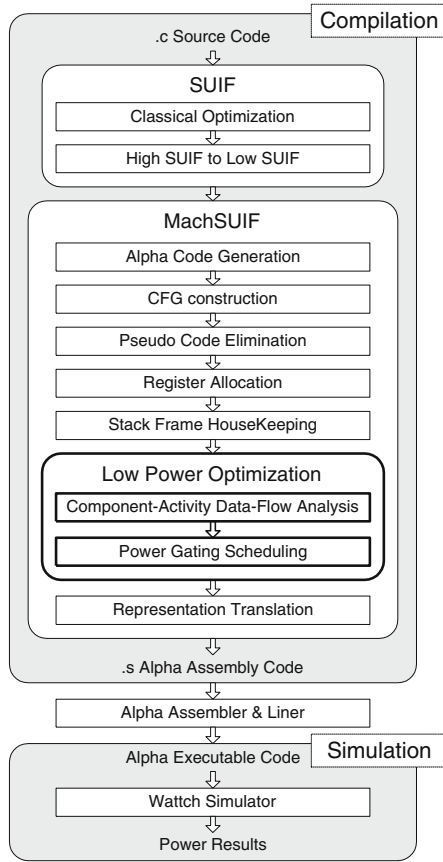 Compilation
.c Source Code
SUIF
Classical Optimization
High SUIF to Low SUIF
MachSUIF
Alpha Code Generation
CFG construction
Pseudo Code Elimination
Register Allocation
Stack Frame HouseKeeping
Low Power Optimization
Component-Activity Data-Flow Analysis
Power Gating Scheduling
Representation Translation
.s Alpha Assembly Code
Alpha Assembler & Liner
Simulation
Alpha Executable Code
Wattch Simulator
Power Results